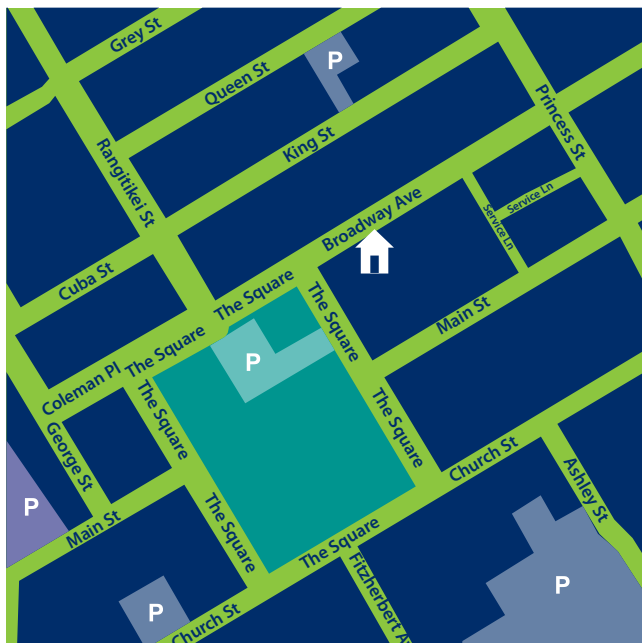 Grey St
P
Queen St
Princess St
King St
Rangitikei St
Service Ln
Service Ln
Broadway Ave
Cuba St
The Square
The Square
Main St
The Square
P
Coleman Pl
The Square
The Square
George St
Church St
Ashley St
P
Main St
The Square
The Square
Fitzherbert A
P
P
Church St